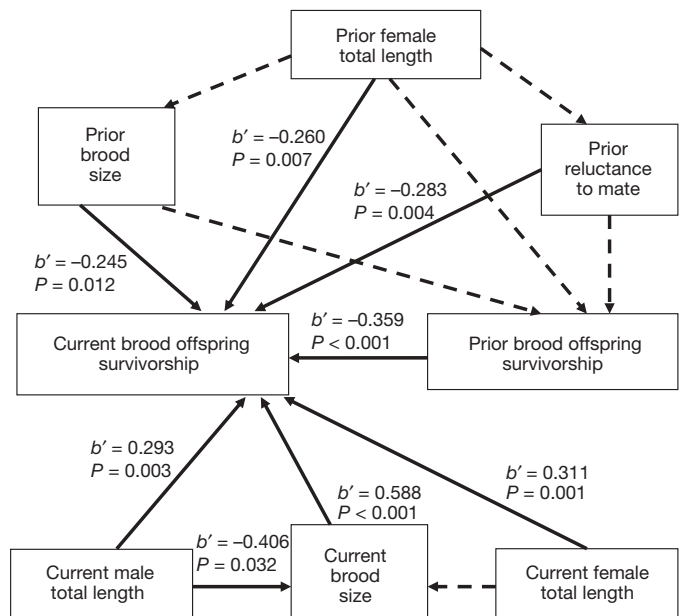 Prior female
total length
Prior
brood
size
b′ = –0.260
P = 0.007
Prior
reluctance
to mate
b′ = –0.283
P = 0.004
b′ = –0.245
P = 0.012
b′ = –0.359
P < 0.001
Current brood offspring
survivorship
Prior brood offspring
survivorship
b′ = 0.293
P = 0.003
b′ = 0.588
P < 0.001
b′ = 0.311
P = 0.001
b′ = –0.406
P = 0.032
Current male
total length
Current
brood
size
Current female
total length